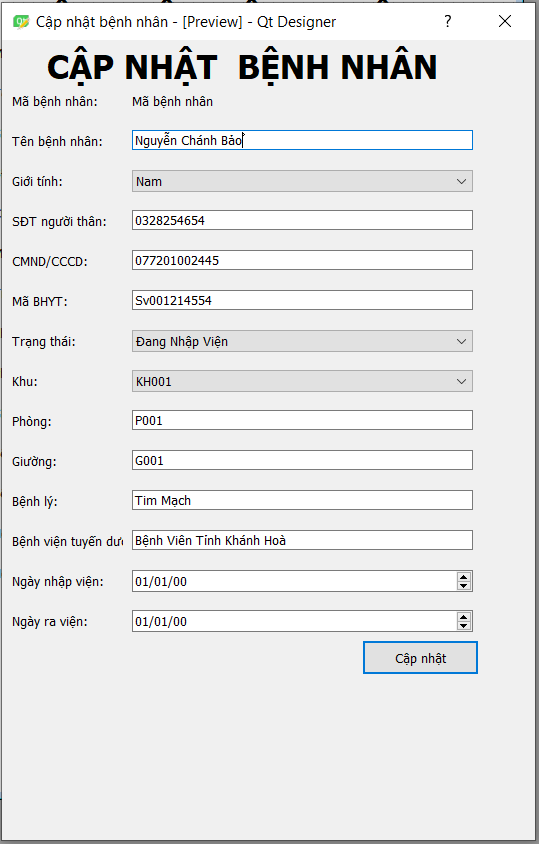 Cập nhật bệnh nhân - [Preview] - Qt Designer
CẬP NHẬT BỆNH NHÂN
Mã bệnh nhân: Mã bệnh nhân
Tên bệnh nhân: Nguyễn Chánh Bảo
Giới tính: Nam
SĐT người thân: 0328254654
CMND/CCCD: 077201002445
Mã BHYT: Sv001214554
Trạng thái: Đang Nhập Viện
Khu: KH001
Phòng: P001
Giường: G001
Bệnh lý: Tim Mạch
Bệnh viện tuyến dướ Bệnh Viên Tỉnh Khánh Hoà
Ngày nhập viện: 01/01/00
Ngày ra viện: 01/01/00
Cập nhật